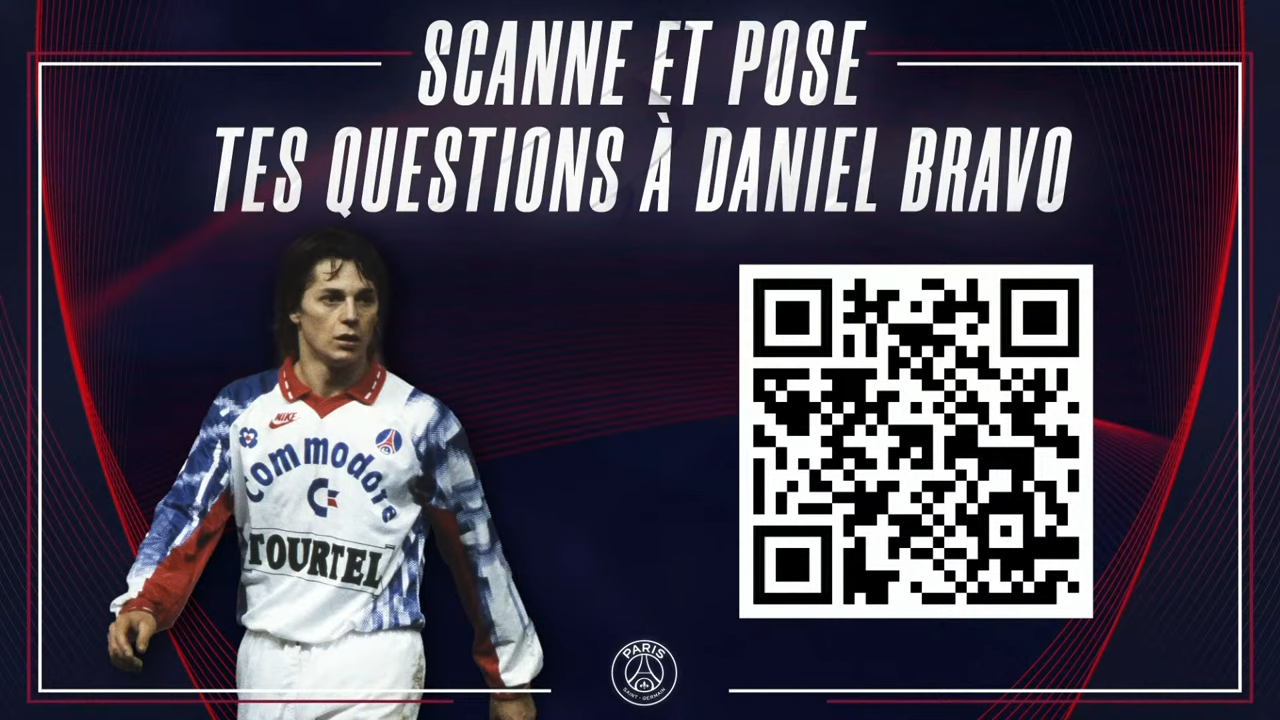 SCANNE ET POSE
TES QUESTIONS À DANIEL BRAVO
NIKE
Commodore
TOURTEL
PARIS
SAINT-GERMAIN